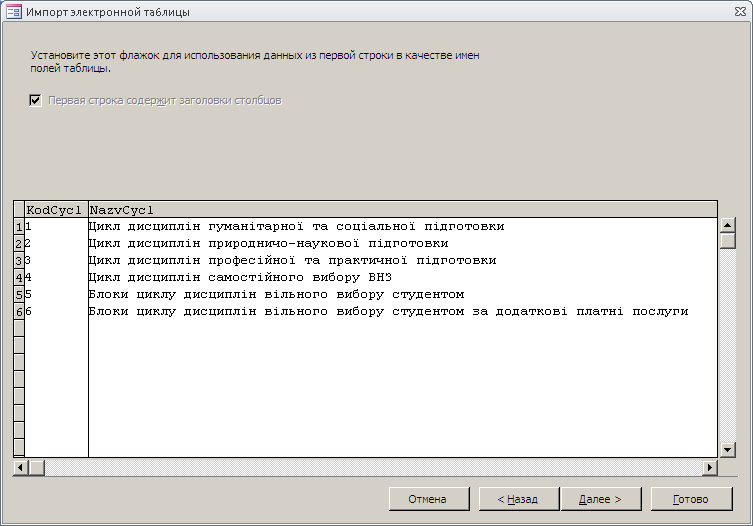 Импорт электронной таблицы
Установите этот флажок для использования данных из первой строки в качестве имен
полей таблицы.
Первая строка содержит заголовки столбцов
KodCycl NazvCycl
1 1 Цикл дисциплін гуманітарної та соціальної підготовки
2 2 Цикл дисциплін природничо-наукової підготовки
3 3 Цикл дисциплін професійної та практичної підготовки
4 4 Цикл дисциплін самостійного вибору ВНЗ
5 5 Блоки циклу дисциплін вільного вибору студентом
6 6 Блоки циклу дисциплін вільного вибору студентом за додаткові платні послуги
Отмена < Назад Далее > Готово